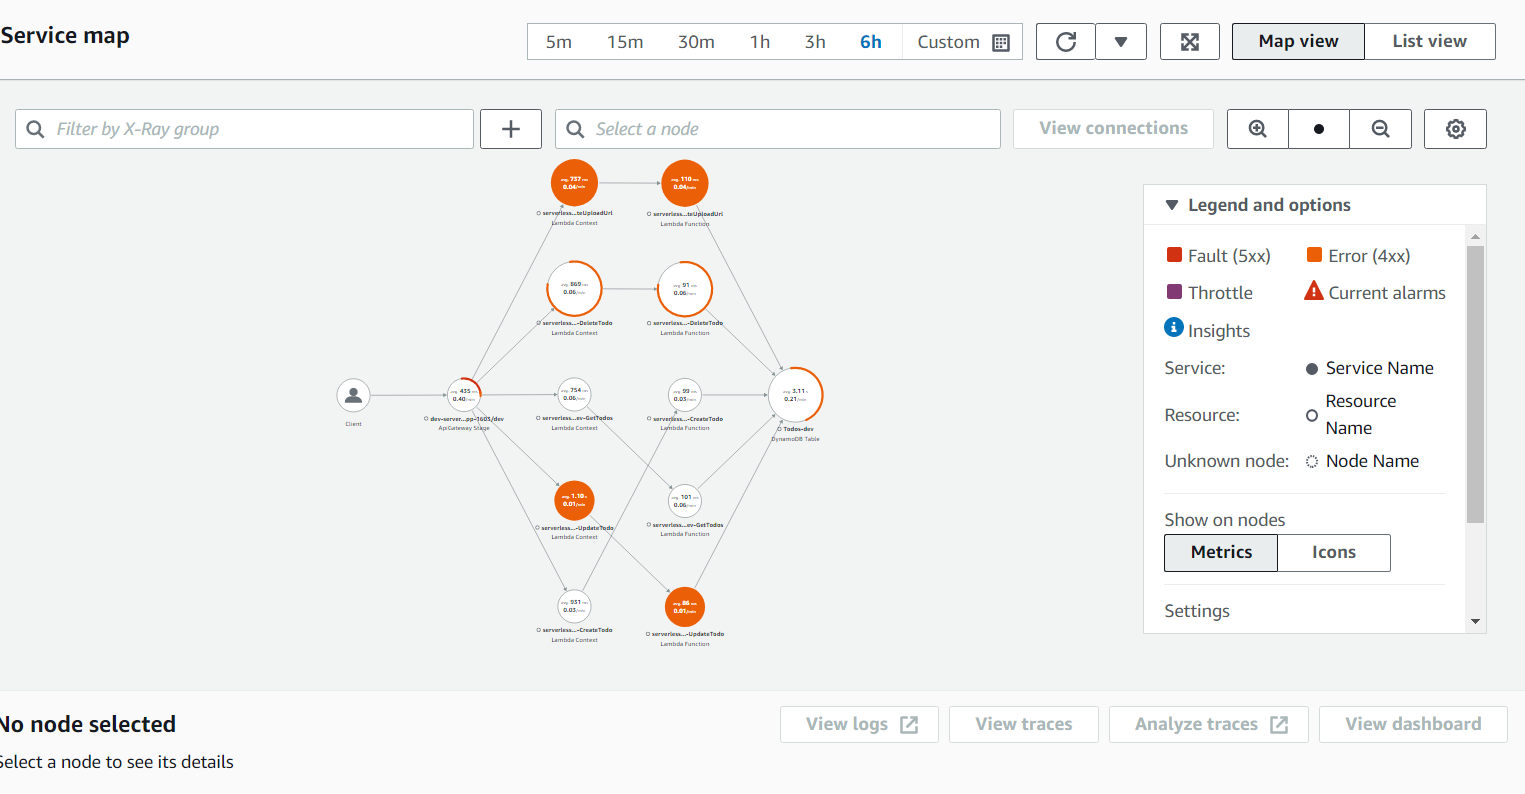 Service map
5m 15m 30m 1h 3h 6h Custom
Map view List view
Filter by X-Ray group
Select a node
View connections
avg. 737 ms
0.04/min
serverless...teUploadUrl
Lambda Context
avg. 110 ms
0.04/min
serverless...teUploadUrl
Lambda Function
avg. 869 ms
0.06/min
serverless...-DeleteTodo
Lambda Context
avg. 91 ms
0.06/min
serverless...-DeleteTodo
Lambda Function
Client
avg. 435 ms
0.40/min
dev-server...pp-1603/dev
ApiGateway Stage
avg. 754 ms
0.06/min
serverless...ev-GetTodos
Lambda Context
avg. 99 ms
0.03/min
serverless...-CreateTodo
Lambda Function
avg. 3.11 s
0.21/min
Todos-dev
DynamoDB Table
avg. 1.10 s
0.01/min
serverless...-UpdateTodo
Lambda Context
avg. 101 ms
0.06/min
serverless...ev-GetTodos
Lambda Function
avg. 931 ms
0.03/min
serverless...-CreateTodo
Lambda Context
avg. 86 ms
0.01/min
serverless...-UpdateTodo
Lambda Function
Legend and options
Fault (5xx) Error (4xx)
Throttle Current alarms
Insights
Service: Service Name
Resource: Resource
Name
Unknown node: Node Name
Show on nodes
Metrics Icons
Settings
No node selected
View logs View traces Analyze traces View dashboard
Select a node to see its details